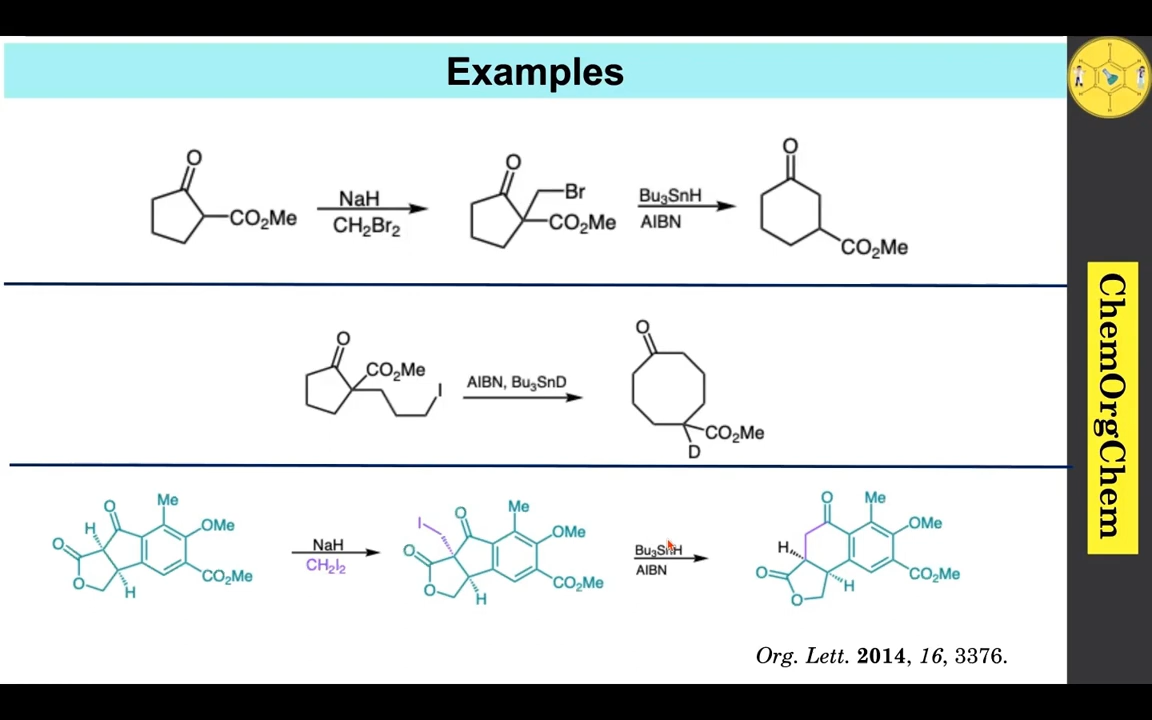 Examples
O
CO₂Me
NaH
CH₂Br₂
O
Br
CO₂Me
Bu₃SnH
AIBN
O
CO₂Me
O
CO₂Me
I
AIBN, Bu₃SnD
O
CO₂Me
D
O
Me
H
OMe
O
O
CO₂Me
H
NaH
CH₂I₂
I
O
Me
OMe
O
O
CO₂Me
H
Bu₃SnH
AIBN
O
Me
OMe
H
O
O
CO₂Me
H
Org. Lett. 2014, 16, 3376.
ChemOrgChem